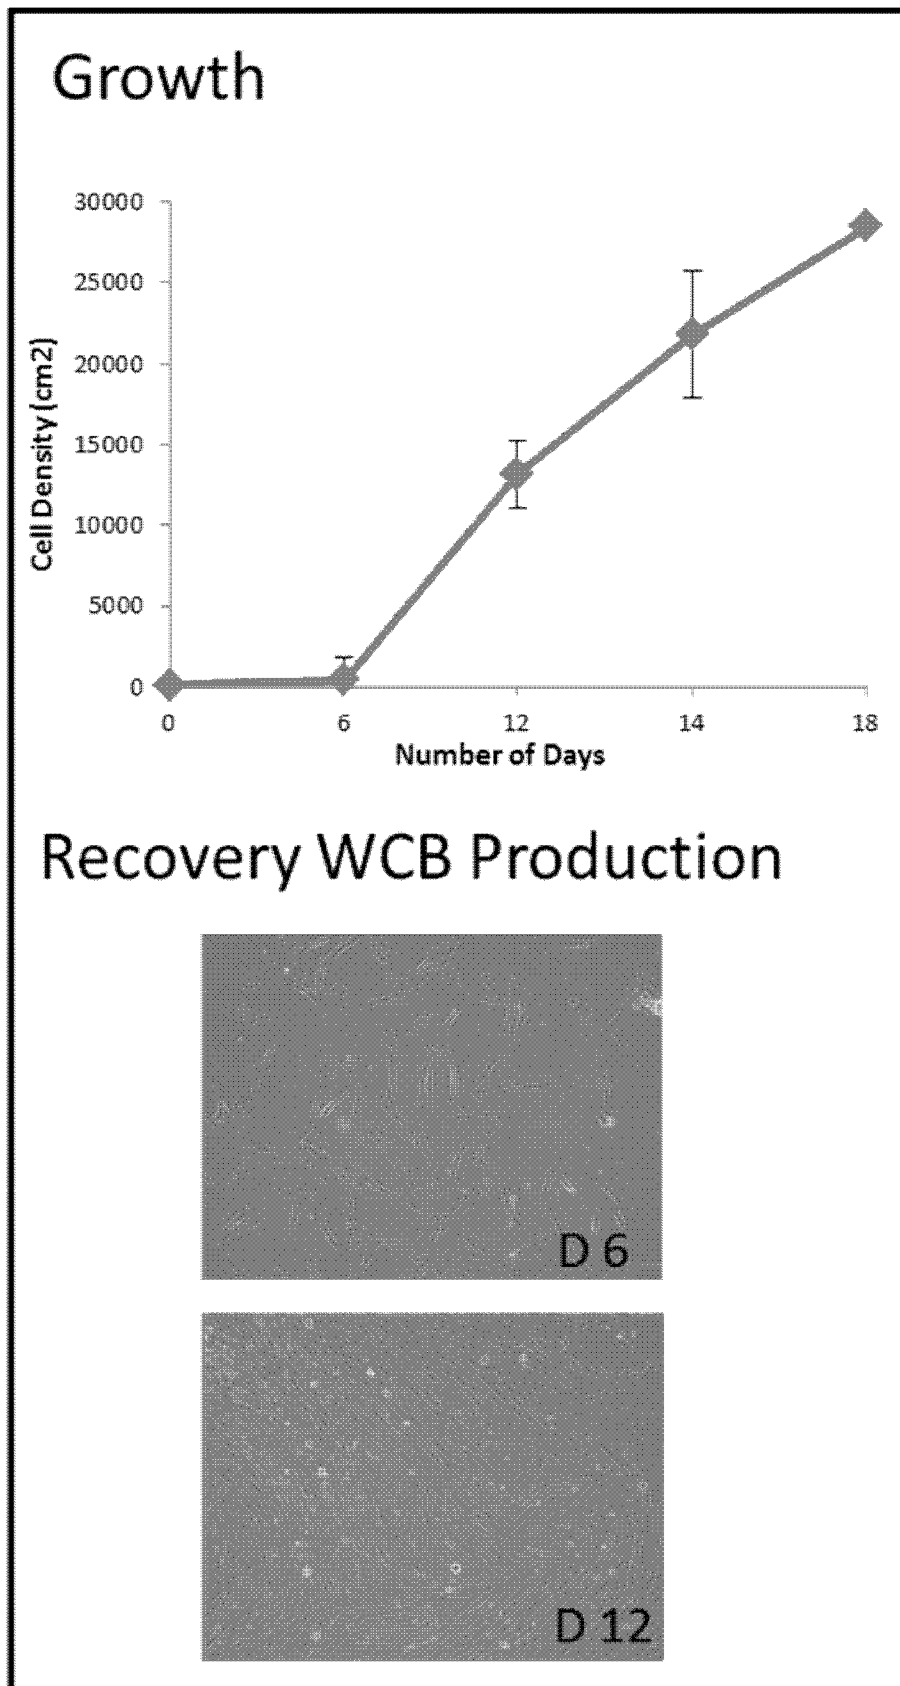 Growth
30000
25000
20000
15000
10000
5000
0
Cell Density (cm2)
0 6 12 14 18
Number of Days
Recovery WCB Production
D 6
D 12